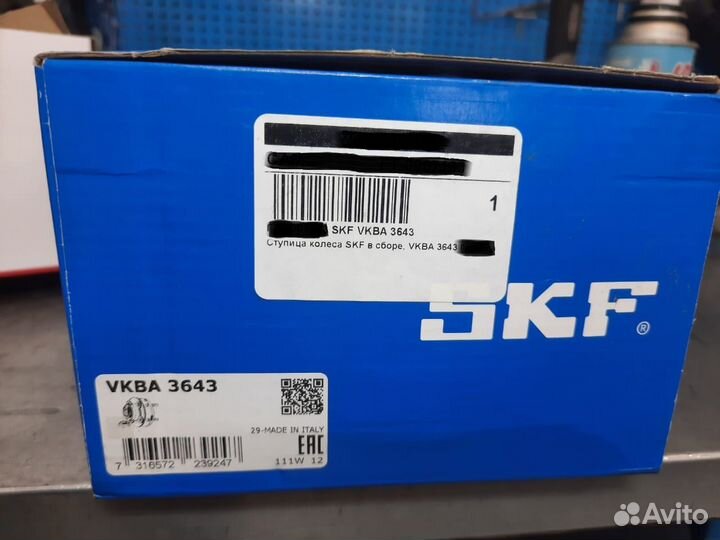 1
SKF VKBA 3643
Ступица колеса SKF в сборе, VKBA 3643
SKF®
VKBA 3643
29-MADE IN ITALY
7 316572 239247
EAC
111W 12
Avito